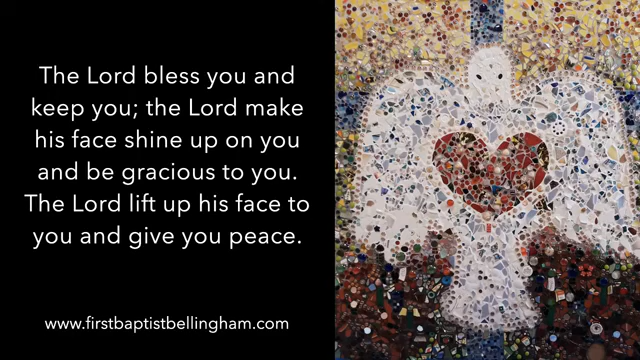 The Lord bless you and
keep you; the Lord make
his face shine up on you
and be gracious to you.
The Lord lift up his face to
you and give you peace.
www.firstbaptistbellingham.com